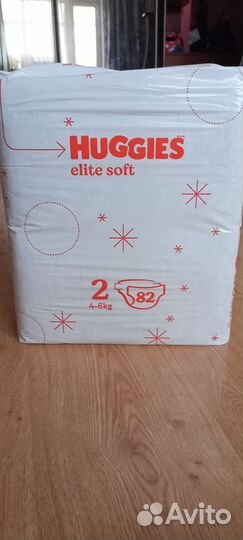 HUGGIES
elite soft
2
4-6kg
82
Avito